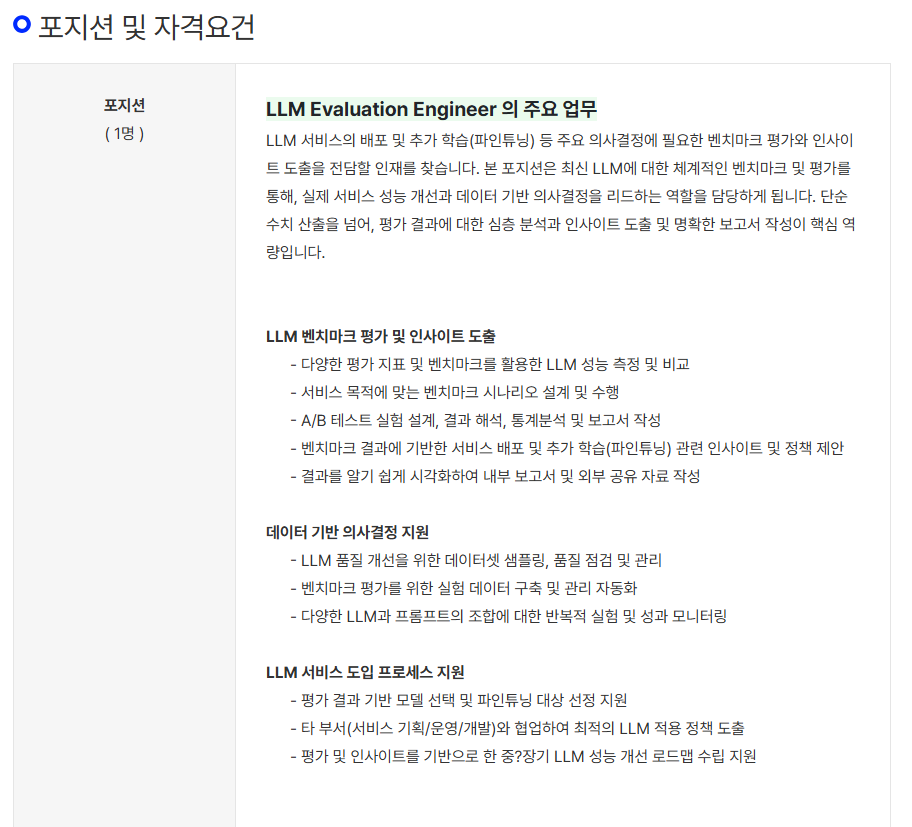 포지션 및 자격요건
포지션
( 1명 )
LLM Evaluation Engineer 의 주요 업무
LLM 서비스의 배포 및 추가 학습(파인튜닝) 등 주요 의사결정에 필요한 벤치마크 평가와 인사이
트 도출을 전담할 인재를 찾습니다. 본 포지션은 최신 LLM에 대한 체계적인 벤치마크 및 평가를
통해, 실제 서비스 성능 개선과 데이터 기반 의사결정을 리드하는 역할을 담당하게 됩니다. 단순
수치 산출을 넘어, 평가 결과에 대한 심층 분석과 인사이트 도출 및 명확한 보고서 작성이 핵심 역
량입니다.
LLM 벤치마크 평가 및 인사이트 도출
- 다양한 평가 지표 및 벤치마크를 활용한 LLM 성능 측정 및 비교
- 서비스 목적에 맞는 벤치마크 시나리오 설계 및 수행
- A/B 테스트 실험 설계, 결과 해석, 통계분석 및 보고서 작성
- 벤치마크 결과에 기반한 서비스 배포 및 추가 학습(파인튜닝) 관련 인사이트 및 정책 제안
- 결과를 알기 쉽게 시각화하여 내부 보고서 및 외부 공유 자료 작성
데이터 기반 의사결정 지원
- LLM 품질 개선을 위한 데이터셋 샘플링, 품질 점검 및 관리
- 벤치마크 평가를 위한 실험 데이터 구축 및 관리 자동화
- 다양한 LLM과 프롬프트의 조합에 대한 반복적 실험 및 성과 모니터링
LLM 서비스 도입 프로세스 지원
- 평가 결과 기반 모델 선택 및 파인튜닝 대상 선정 지원
- 타 부서(서비스 기획/운영/개발)와 협업하여 최적의 LLM 적용 정책 도출
- 평가 및 인사이트를 기반으로 한 중?장기 LLM 성능 개선 로드맵 수립 지원